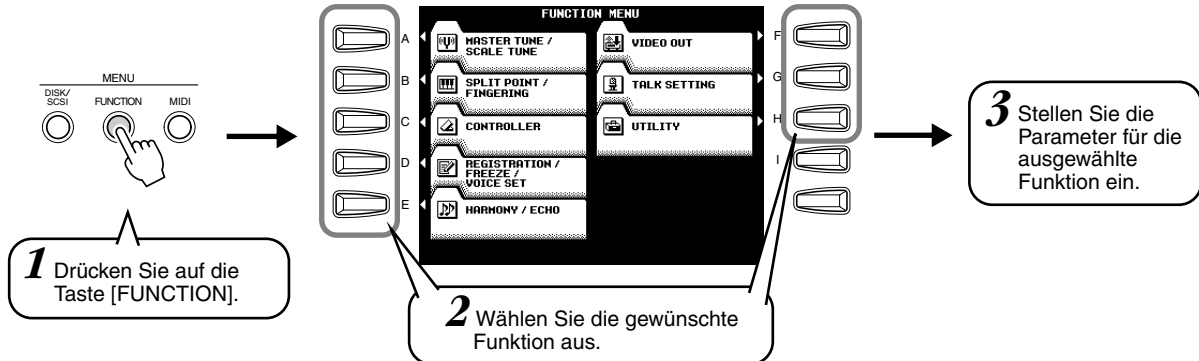 MENU
DISK/
SCSI
FUNCTION
MIDI
1 Drücken Sie auf die
Taste [FUNCTION].
FUNCTION MENU
A
MASTER TUNE /
SCALE TUNE
B
SPLIT POINT /
FINGERING
C
CONTROLLER
D
REGISTRATION /
FREEZE /
VOICE SET
E
HARMONY / ECHO
F
VIDEO OUT
G
TALK SETTING
H
UTILITY
I
2 Wählen Sie die gewünschte
Funktion aus.
3 Stellen Sie die
Parameter für die
ausgewählte
Funktion ein.